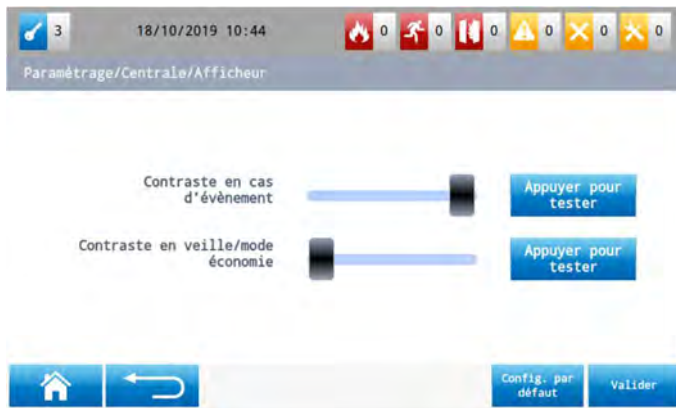 3 18/10/2019 10:44 0 0 0 0 0 0
Paramétrage/Centrale/Afficheur
Contraste en cas
d'évènement
Appuyer pour
tester
Contraste en veille/mode
économie
Appuyer pour
tester
Config. par
défaut
Valider